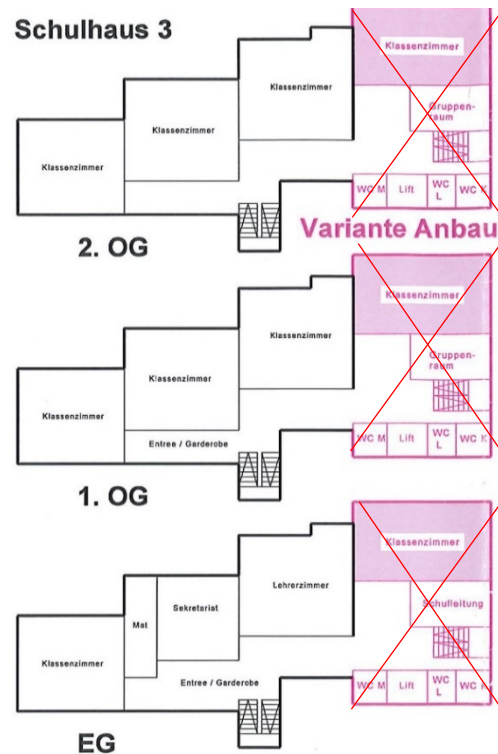 Schulhaus 3
Klassenzimmer
Klassenzimmer
Klassenzimmer
Klassenzimmer
Gruppen-
raum
WC M
Lift
WC
L
WC K
2. OG
Variante Anbau
Klassenzimmer
Klassenzimmer
Klassenzimmer
Klassenzimmer
Gruppen-
raum
Entree / Garderobe
WC M
Lift
WC
L
WC K
1. OG
Klassenzimmer
Lehrerzimmer
Sekretariat
Mat
Schulleitung
Klassenzimmer
Entree / Garderobe
WC M
Lift
WC
L
WC K
EG